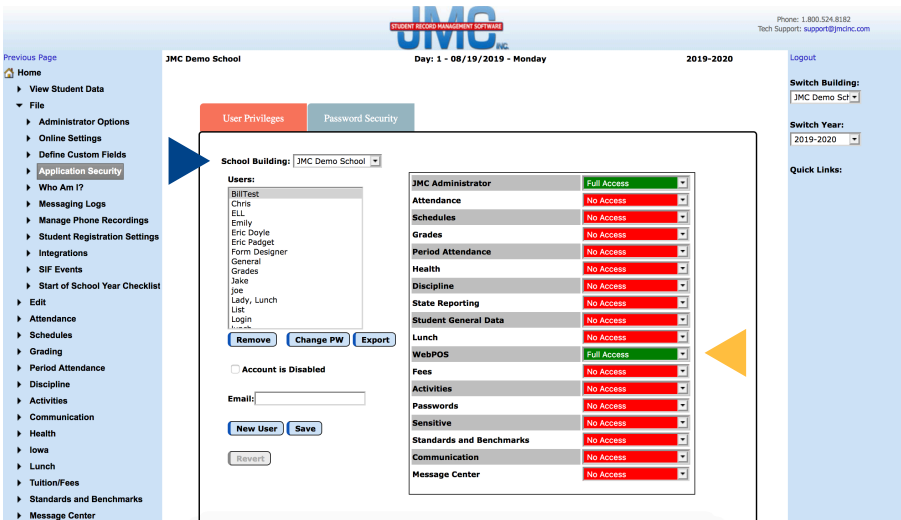 STUDENT RECORD MANAGEMENT SOFTWARE
JMC
INC.
Phone: 1.800.524.8182
Tech Support: support@jmcinc.com
Previous Page
JMC Demo School
Day: 1 - 08/19/2019 - Monday
2019-2020
Logout
Home
View Student Data
File
Administrator Options
Online Settings
Define Custom Fields
Application Security
Who Am I?
Messaging Logs
Manage Phone Recordings
Student Registration Settings
Integrations
SIF Events
Start of School Year Checklist
Edit
Attendance
Schedules
Grading
Period Attendance
Discipline
Activities
Communication
Health
Iowa
Lunch
Tuition/Fees
Standards and Benchmarks
Message Center
User Privileges
Password Security
School Building: JMC Demo School
Users:
BillTest
Chris
ELL
Emily
Eric Doyle
Eric Padget
Form Designer
General
Grades
Jake
joe
Lady, Lunch
List
Login
Remove
Change PW
Export
Account is Disabled
Email:
New User
Save
Revert
JMC Administrator Full Access
Attendance No Access
Schedules No Access
Grades No Access
Period Attendance No Access
Health No Access
Discipline No Access
State Reporting No Access
Student General Data No Access
Lunch No Access
WebPOS Full Access
Fees No Access
Activities No Access
Passwords No Access
Sensitive No Access
Standards and Benchmarks No Access
Communication No Access
Message Center No Access
Switch Building:
JMC Demo Sch
Switch Year:
2019-2020
Quick Links: